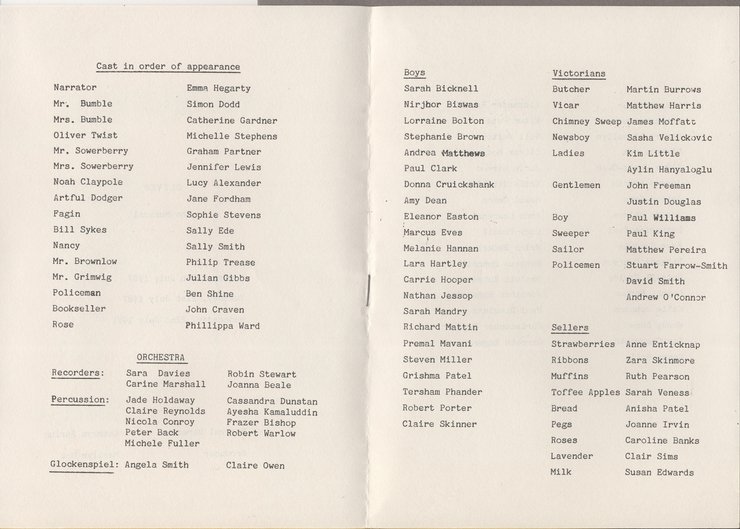 Cast in order of appearance
Narrator Emma Hegarty
Mr. Bumble Simon Dodd
Mrs. Bumble Catherine Gardner
Oliver Twist Michelle Stephens
Mr. Sowerberry Graham Partner
Mrs. Sowerberry Jennifer Lewis
Noah Claypole Lucy Alexander
Artful Dodger Jane Fordham
Fagin Sophie Stevens
Bill Sykes Sally Ede
Nancy Sally Smith
Mr. Brownlow Philip Trease
Mr. Grimwig Julian Gibbs
Policeman Ben Shine
Bookseller John Craven
Rose Phillippa Ward
ORCHESTRA
Recorders: Sara Davies Robin Stewart
Carine Marshall Joanna Beale
Percussion: Jade Holdaway Cassandra Dunstan
Claire Reynolds Ayesha Kamaluddin
Nicola Conroy Frazer Bishop
Peter Back Robert Warlow
Michele Fuller
Glockenspiel: Angela Smith Claire Owen
Boys
Sarah Bicknell
Nirjhor Biswas
Lorraine Bolton
Stephanie Brown
Andrea Matthews
Paul Clark
Donna Cruickshank
Amy Dean
Eleanor Easton
Marcus Eves
Melanie Hannan
Lara Hartley
Carrie Hooper
Nathan Jessop
Sarah Mandry
Richard Mattin
Premal Mavani
Steven Miller
Grishma Patel
Tersham Phander
Robert Porter
Claire Skinner
Victorians
Butcher Martin Burrows
Vicar Matthew Harris
Chimney Sweep James Moffatt
Newsboy Sasha Velickovic
Ladies Kim Little
Aylin Hanyaloglu
Gentlemen John Freeman
Justin Douglas
Boy Paul Williams
Sweeper Paul King
Sailor Matthew Pereira
Policemen Stuart Farrow-Smith
David Smith
Andrew O'Connor
Sellers
Strawberries Anne Enticknap
Ribbons Zara Skinmore
Muffins Ruth Pearson
Toffee Apples Sarah Veness
Bread Anisha Patel
Pegs Joanne Irvin
Roses Caroline Banks
Lavender Clair Sims
Milk Susan Edwards